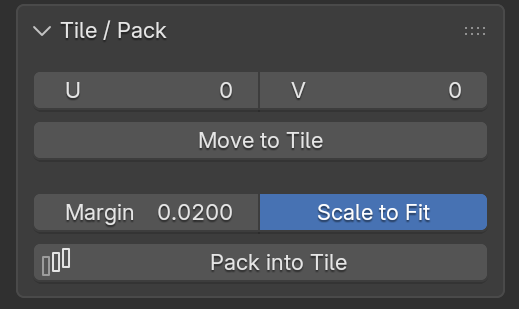 Tile / Pack
U 0 V 0
Move to Tile
Margin 0.0200 Scale to Fit
Pack into Tile